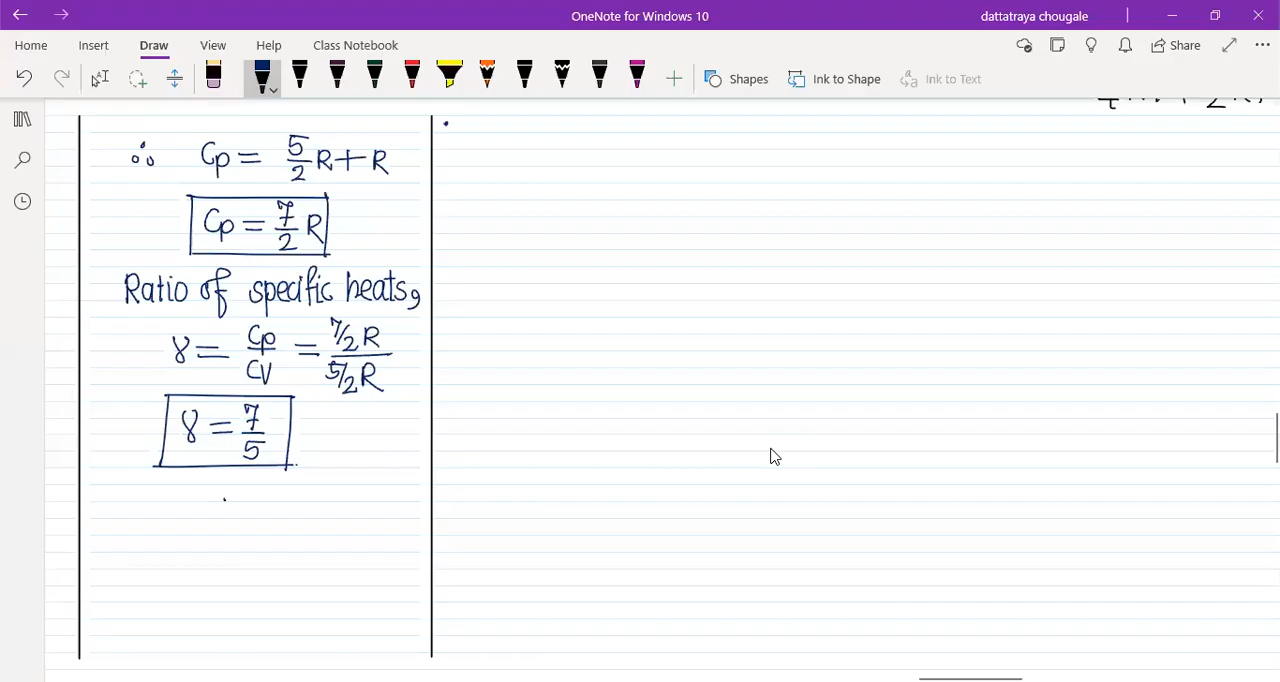 OneNote for Windows 10
dattatraya chougale
Home Insert Draw View Help Class Notebook
Share
Shapes Ink to Shape Ink to Text
∴ Cp = 5/2 R + R
Cp = 7/2 R
Ratio of specific heats,
γ = Cp/CV = 7/2 R / 5/2 R
γ = 7/5